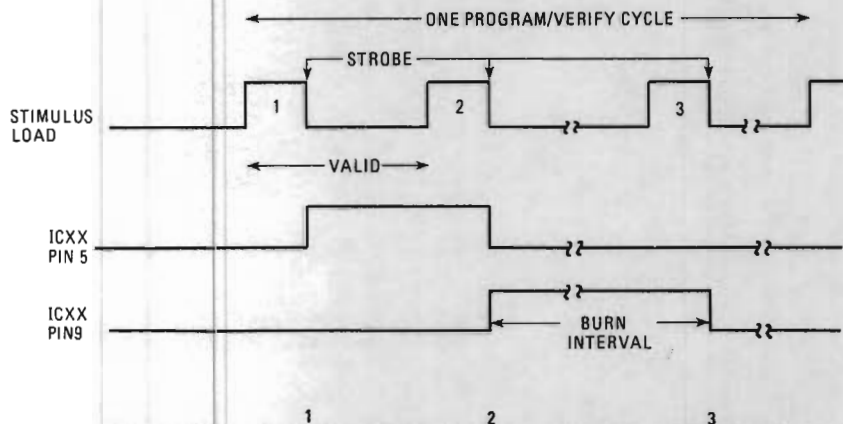 ONE PROGRAM/VERIFY CYCLE
STROBE
STIMULUS
LOAD
1
2
3
VALID
ICXX
PIN 5
ICXX
PIN9
BURN
INTERVAL
1
2
3